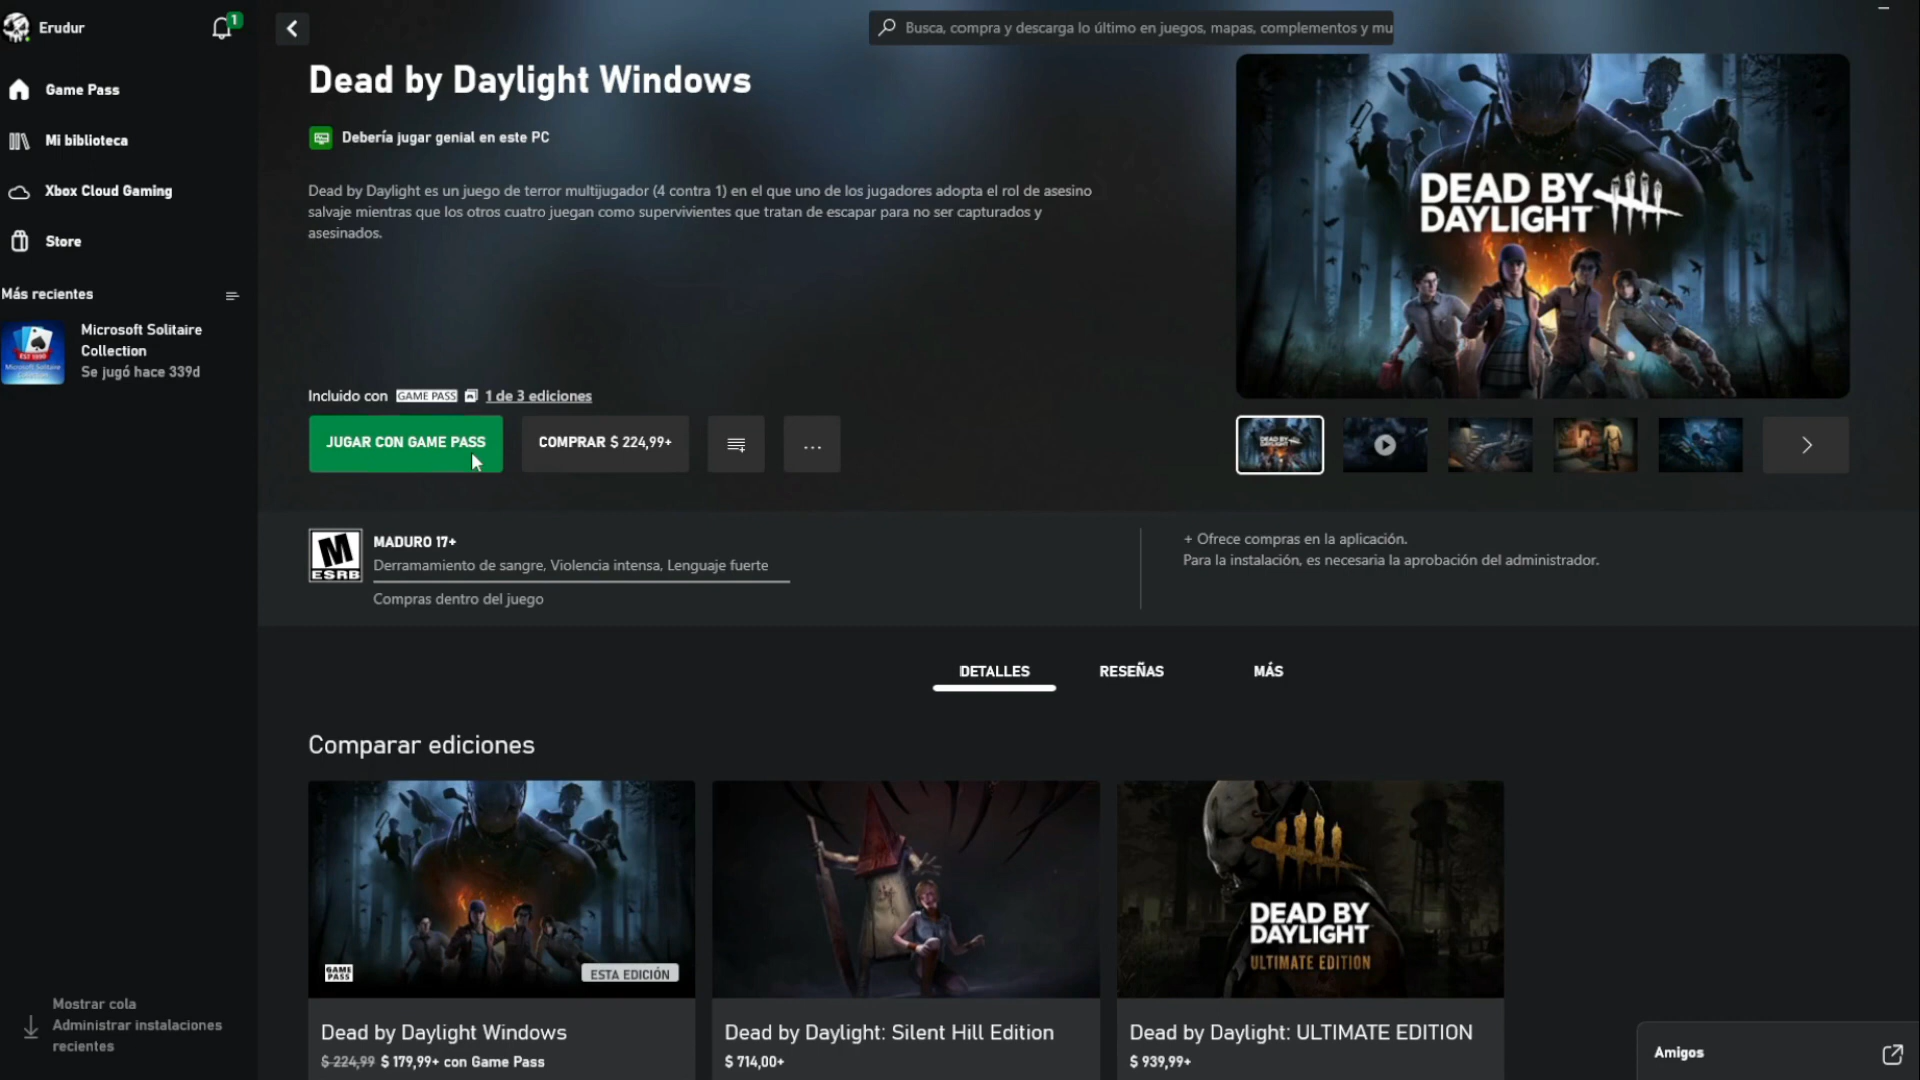 Erudur
1
Busca, compra y descarga lo último en juegos, mapas, complementos y mu
Game Pass
Mi biblioteca
Xbox Cloud Gaming
Store
Más recientes
Microsoft Solitaire
Collection
Se jugó hace 339d
Dead by Daylight Windows
Debería jugar genial en este PC
Dead by Daylight es un juego de terror multijugador (4 contra 1) en el que uno de los jugadores adopta el rol de asesino
salvaje mientras que los otros cuatro juegan como supervivientes que tratan de escapar para no ser capturados y
asesinados.
DEAD BY
DAYLIGHT
Incluido con GAME PASS 1 de 3 ediciones
JUGAR CON GAME PASS
COMPRAR $ 224,99+
...
M
ESRB
MADURO 17+
Derramamiento de sangre, Violencia intensa, Lenguaje fuerte
Compras dentro del juego
+ Ofrece compras en la aplicación.
Para la instalación, es necesaria la aprobación del administrador.
DETALLES
RESEÑAS
MÁS
Comparar ediciones
GAME
PASS
ESTA EDICIÓN
DEAD BY
DAYLIGHT
ULTIMATE EDITION
Dead by Daylight Windows
$ 224,99 $ 179,99+ con Game Pass
Dead by Daylight: Silent Hill Edition
$ 714,00+
Dead by Daylight: ULTIMATE EDITION
$ 939,99+
Mostrar cola
Administrar instalaciones
recientes
Amigos